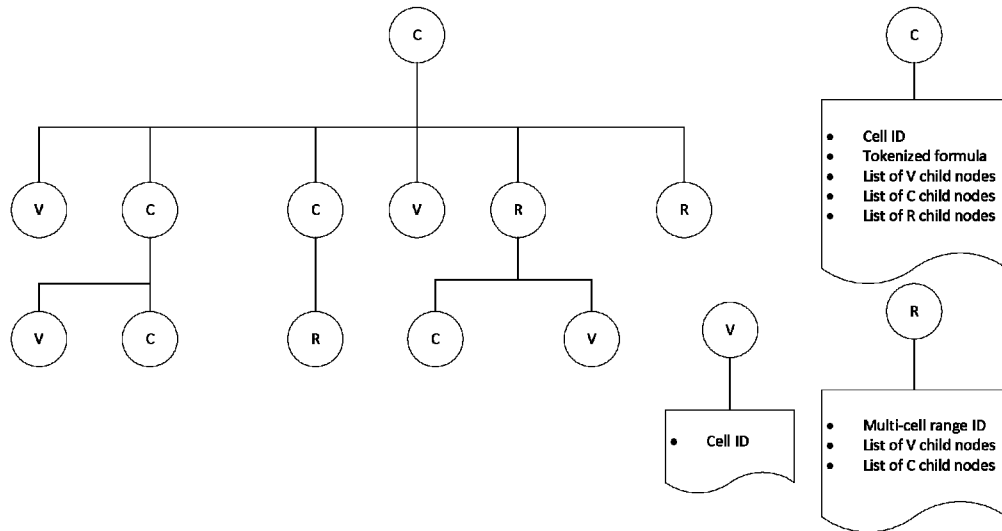 C
C
• Cell ID
• Tokenized formula
• List of V child nodes
• List of C child nodes
• List of R child nodes
V
C
C
V
R
R
V
C
R
C
V
V
R
• Cell ID
• Multi-cell range ID
• List of V child nodes
• List of C child nodes